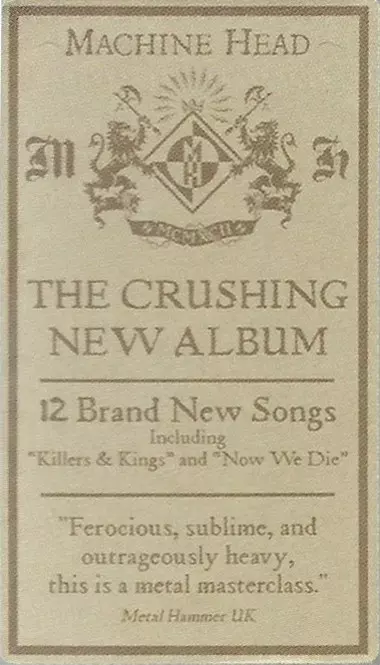 MACHINE HEAD
M h
M H
MCMXCII
THE CRUSHING
NEW ALBUM
12 Brand New Songs
Including
"Killers & Kings" and "Now We Die"
"Ferocious, sublime, and
outrageously heavy,
this is a metal masterclass."
Metal Hammer UK